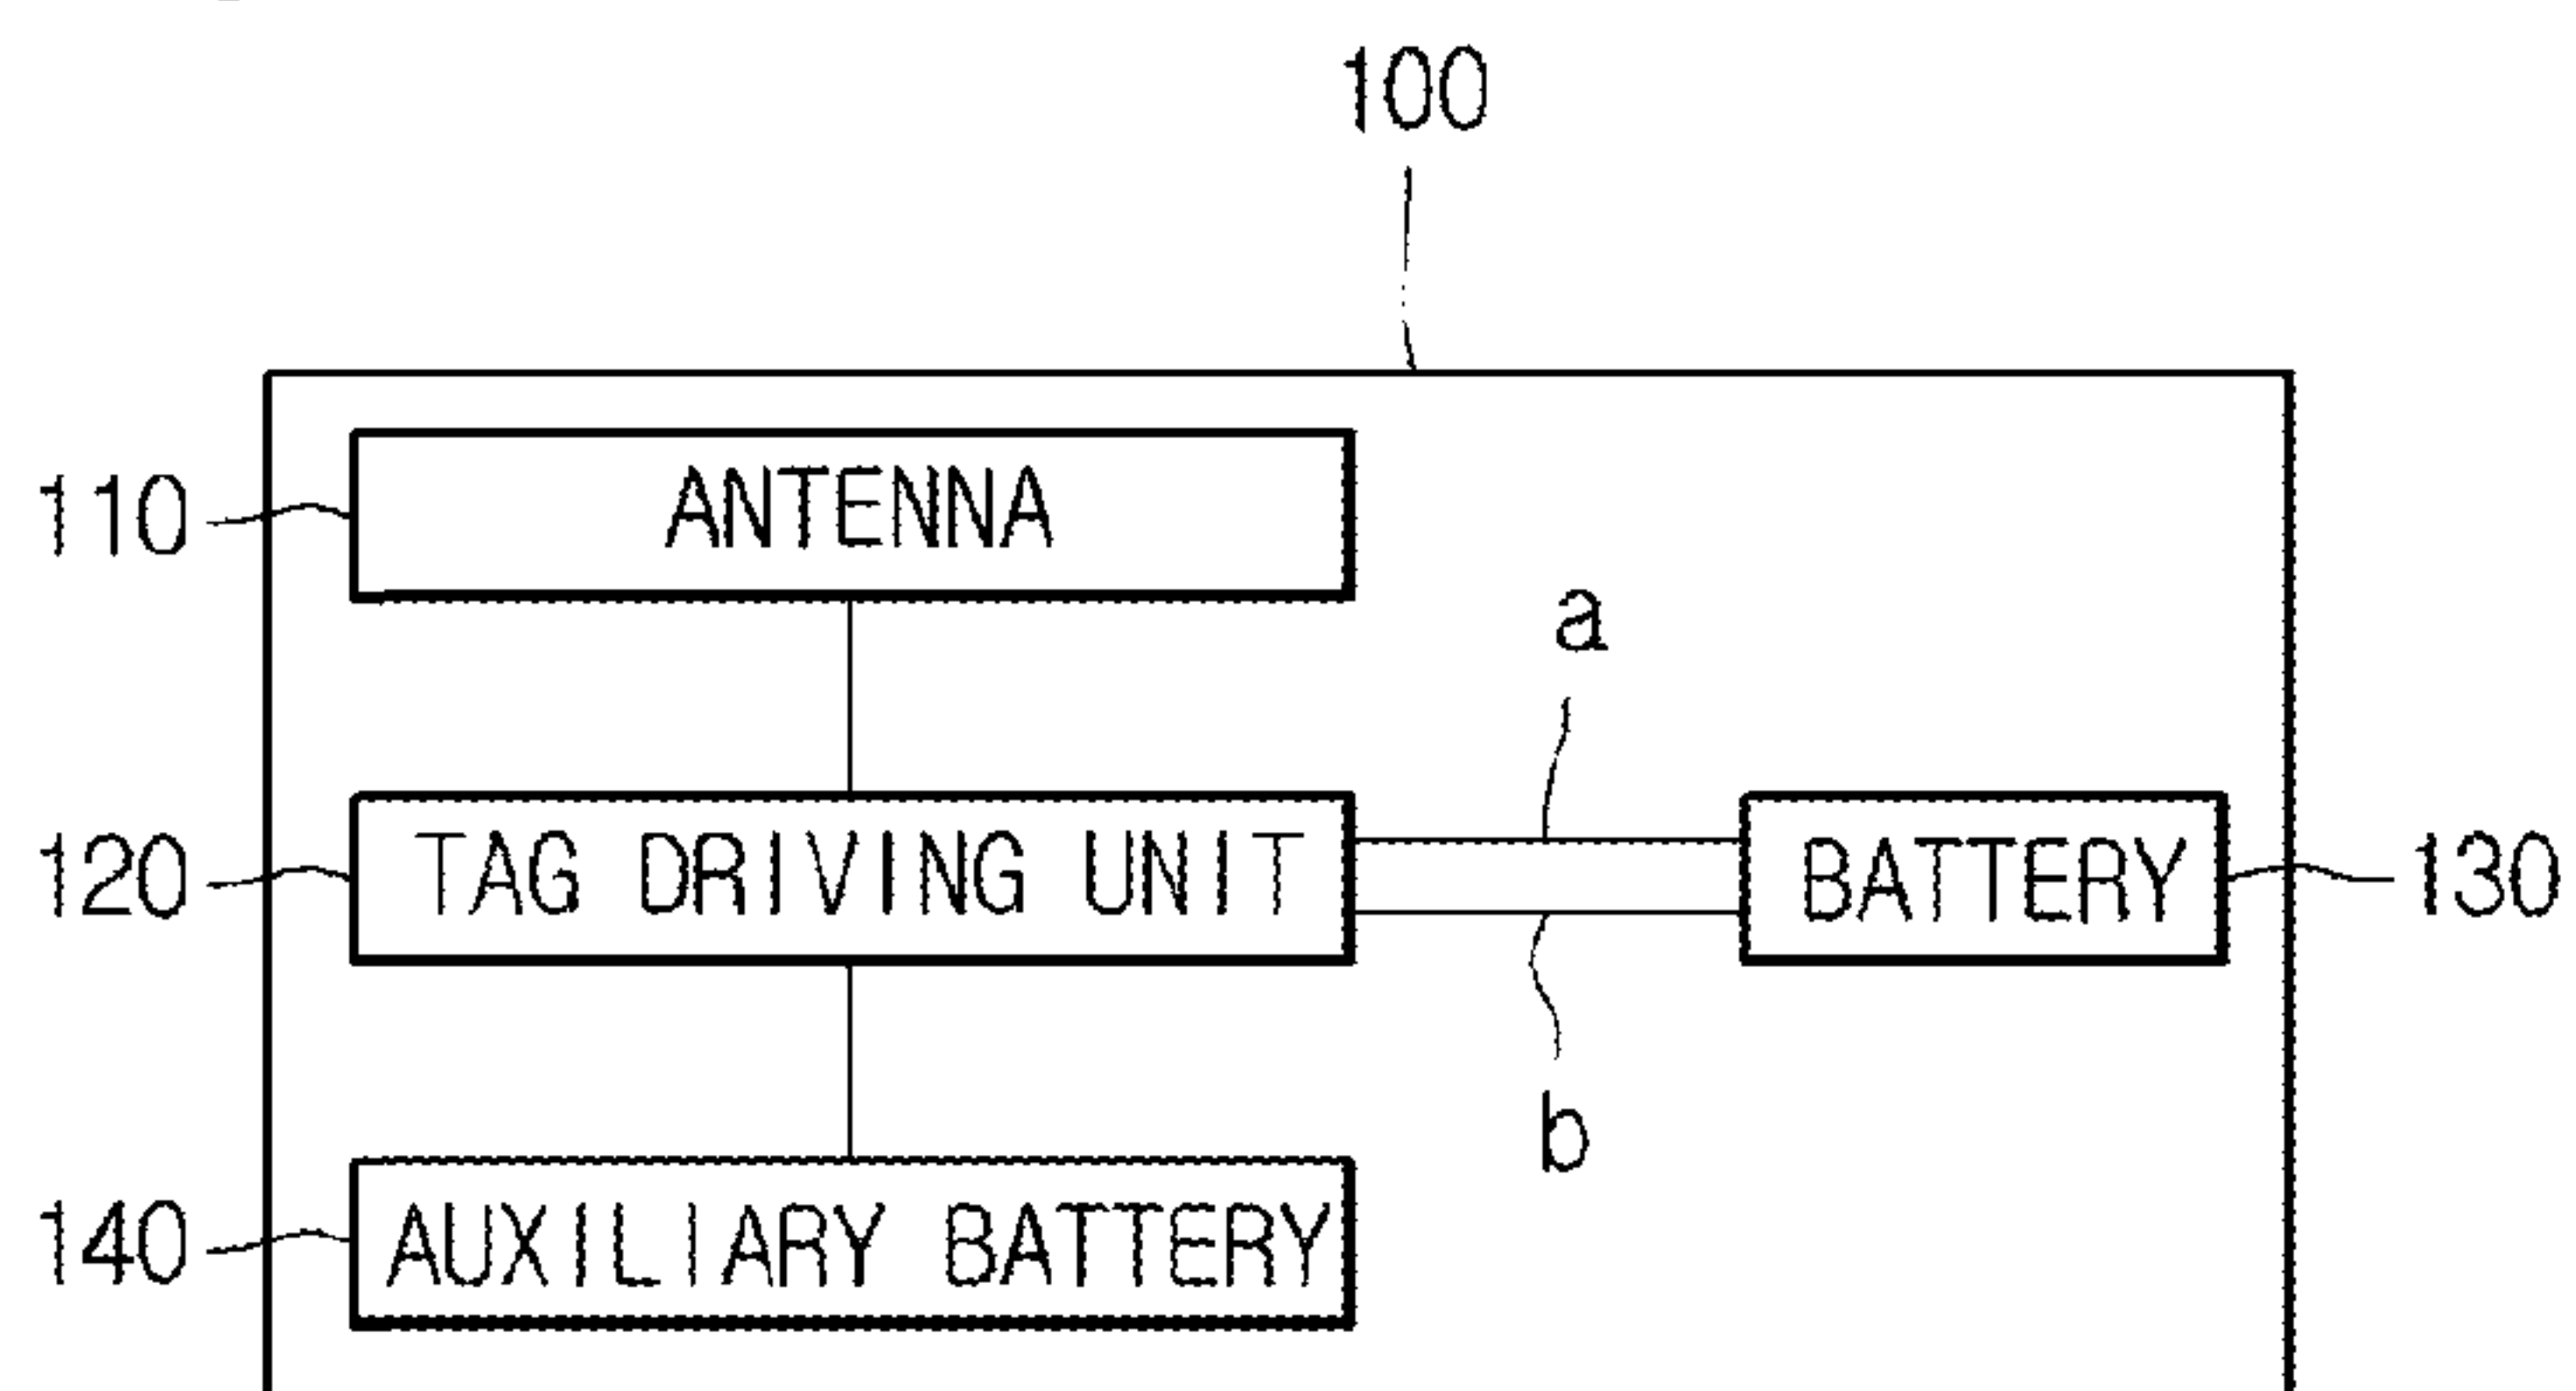 100
110 ANTENNA
a
120 TAG DRIVING UNIT BATTERY 130
b
140 AUXILIARY BATTERY